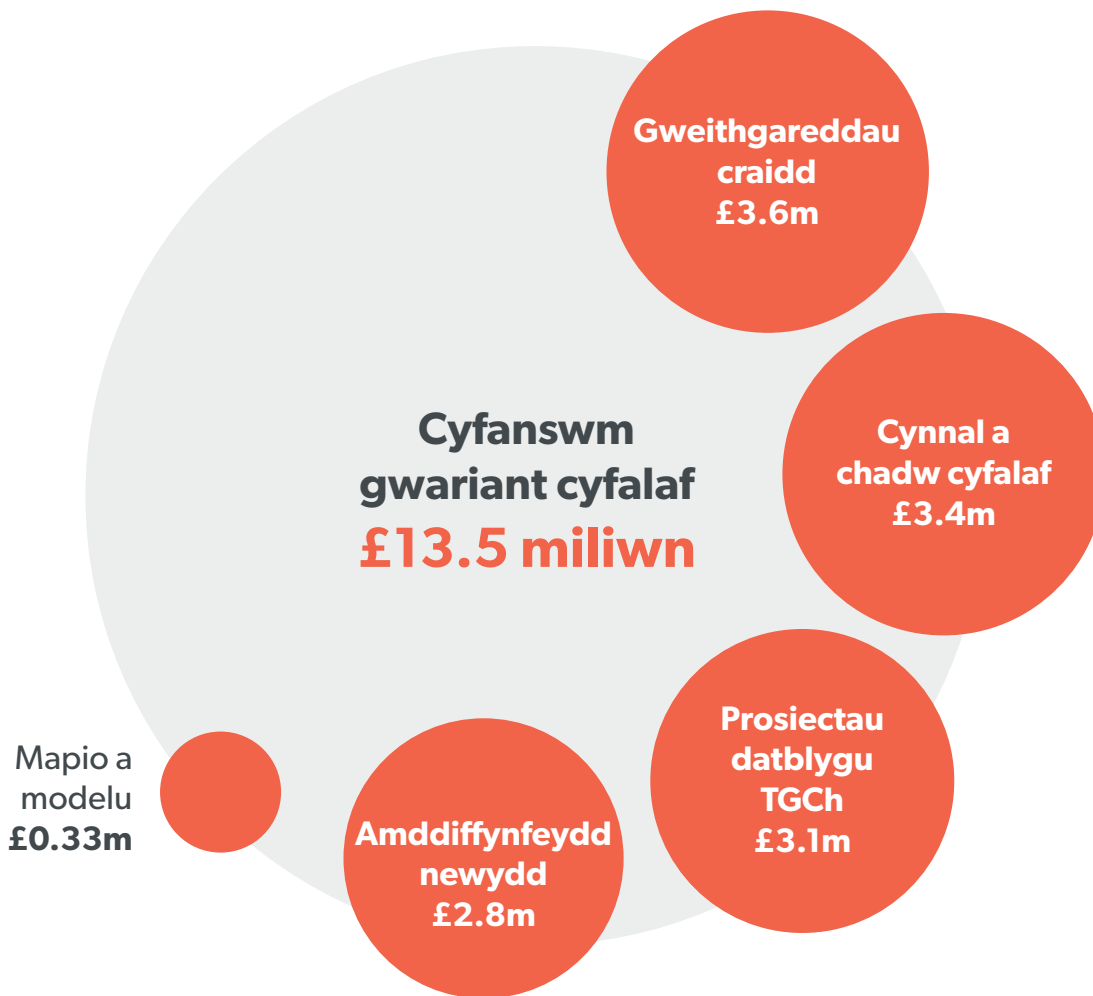 Gweithgareddau
craidd
£3.6m
Cynnal a
chadw cyfalaf
£3.4m
Cyfanswm
gwariant cyfalaf
£13.5 miliwn
Prosiectau
datblygu
TGCh
£3.1m
Amddiffynfeydd
newydd
£2.8m
Mapio a
modelu
£0.33m